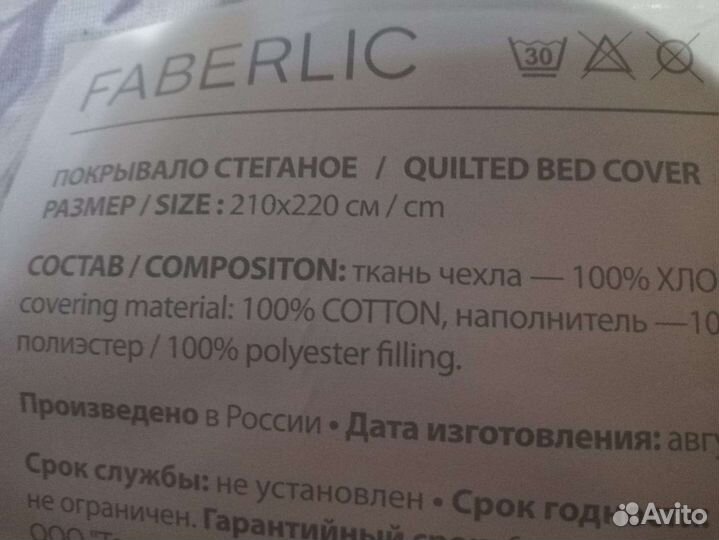 FABERLIC
30
ПОКРЫВАЛО СТЕГАНОЕ / QUILTED BED COVER
РАЗМЕР / SIZE : 210x220 см / cm
СОСТАВ / COMPOSITON: ткань чехла — 100% ХЛО
covering material: 100% COTTON, наполнитель —10
полиэстер / 100% polyester filling.
Произведено в России • Дата изготовления: авгу
Срок службы: не установлен • Срок годн
не ограничен. Гарантийный срок
ООО
Avito